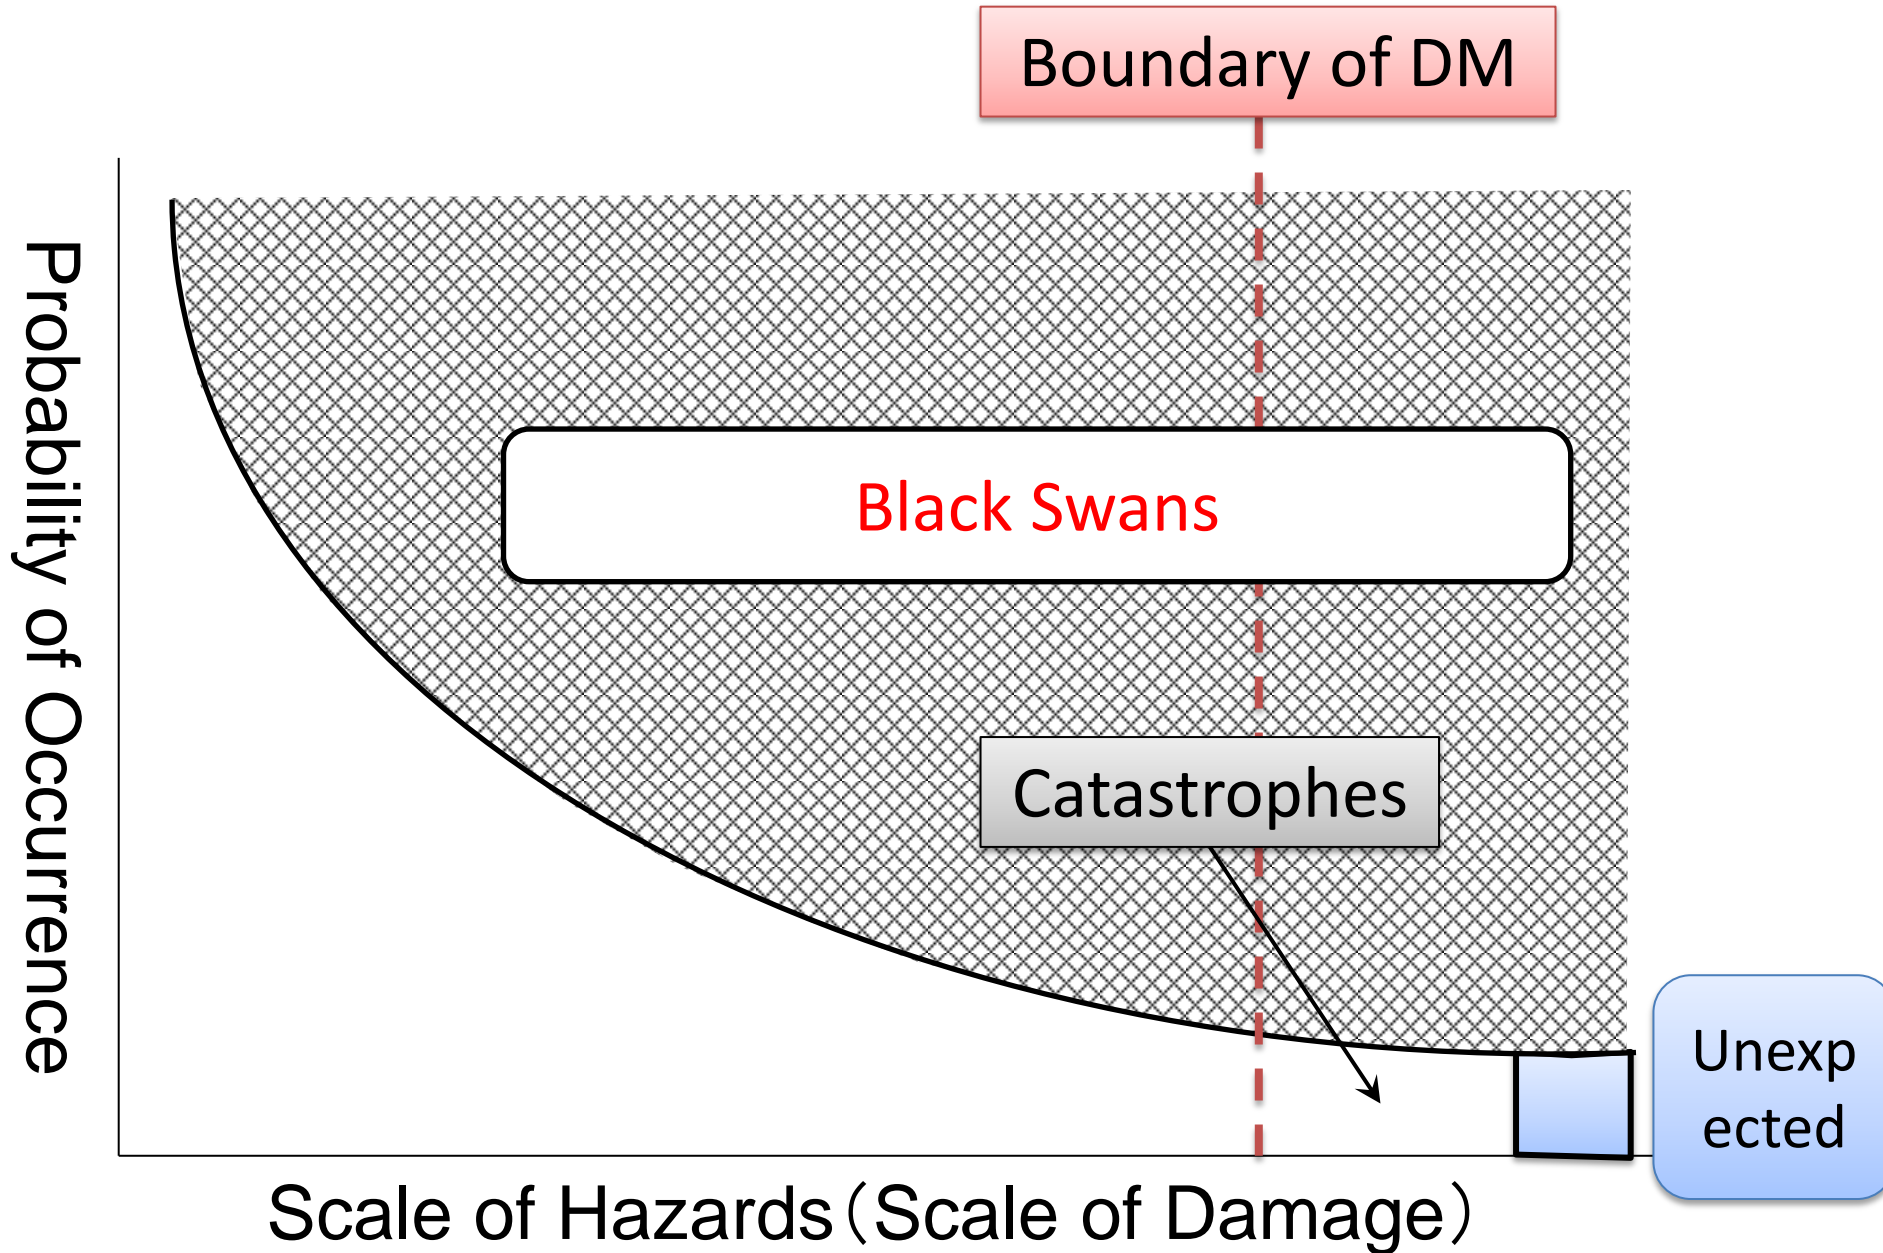 Boundary of DM
Probability of Occurrence
Black Swans
Catastrophes
Unexp
ected
Scale of Hazards（Scale of Damage）